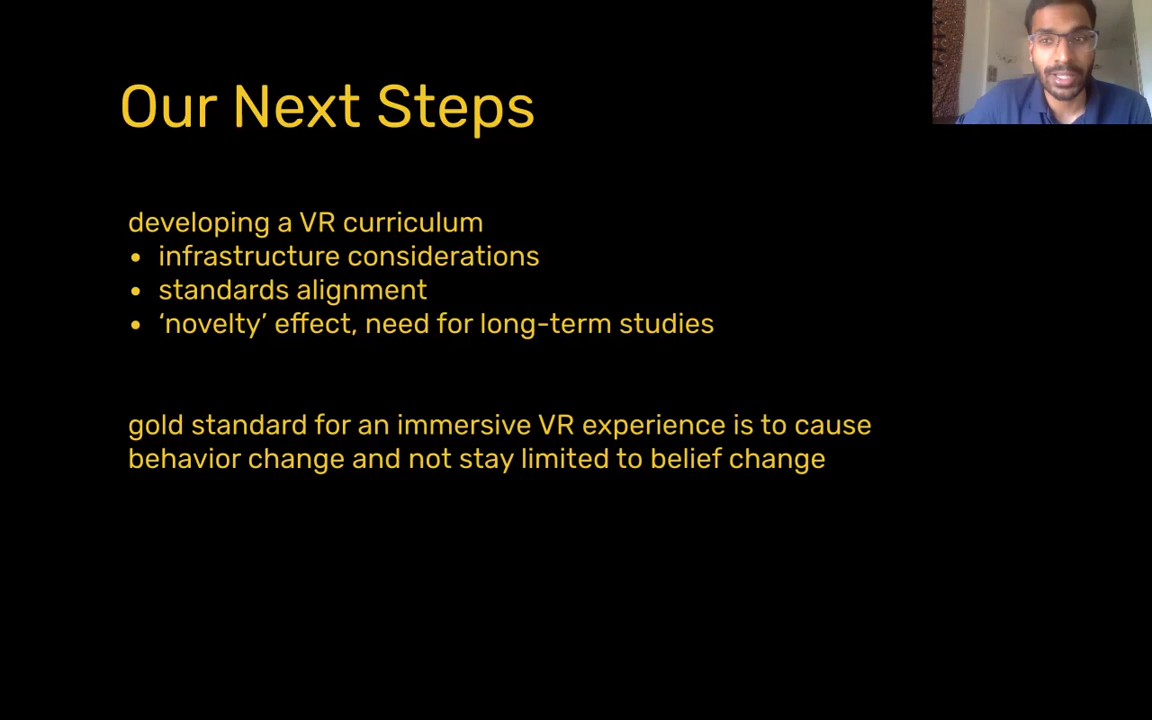 Our Next Steps
developing a VR curriculum
• infrastructure considerations
• standards alignment
• ‘novelty’ effect, need for long-term studies
gold standard for an immersive VR experience is to cause
behavior change and not stay limited to belief change